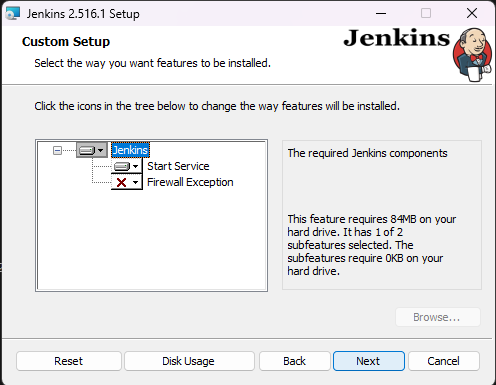 Jenkins 2.516.1 Setup
Custom Setup
Select the way you want features to be installed.
Jenkins
Click the icons in the tree below to change the way features will be installed.
Jenkins
Start Service
Firewall Exception
The required Jenkins components
This feature requires 84MB on your
hard drive. It has 1 of 2
subfeatures selected. The
subfeatures require 0KB on your
hard drive.
Browse...
Reset
Disk Usage
Back
Next
Cancel